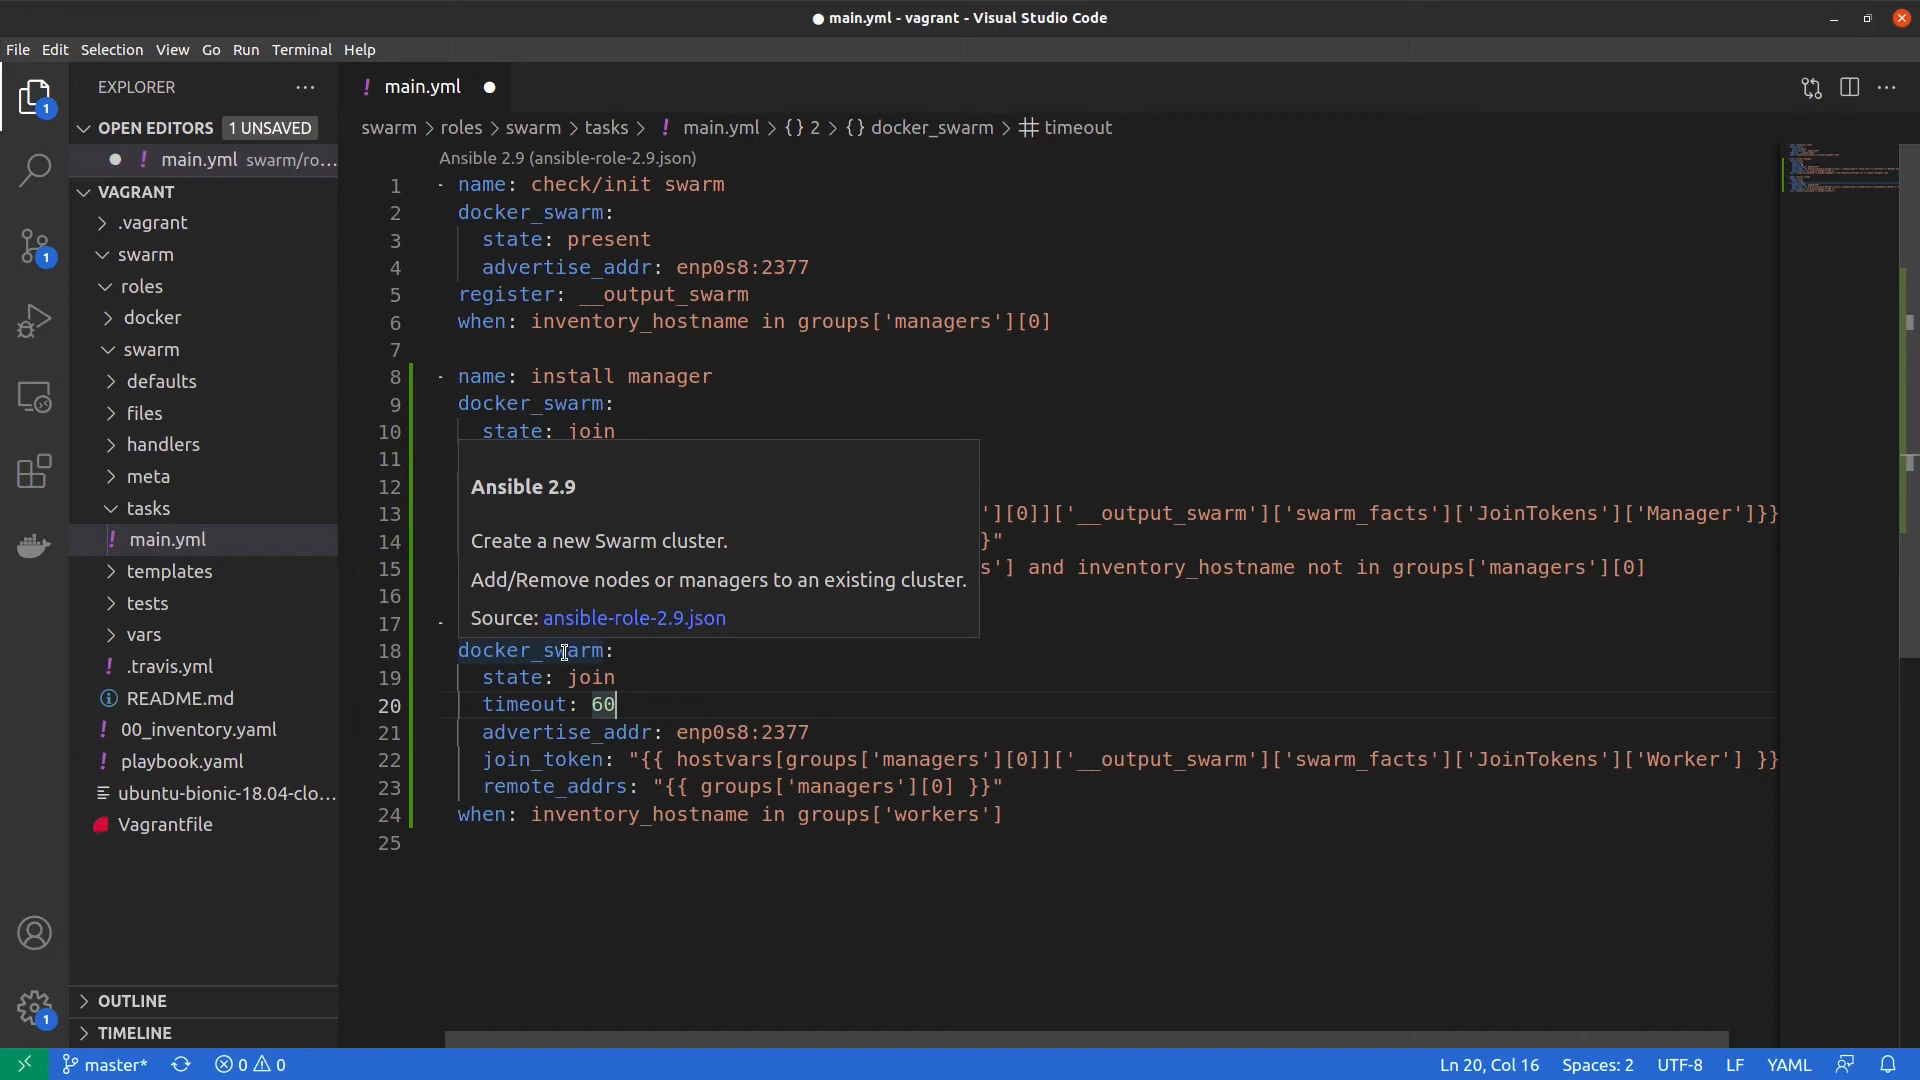 main.yml - vagrant - Visual Studio Code
File Edit Selection View Go Run Terminal Help
EXPLORER
1
OPEN EDITORS 1 UNSAVED
main.yml swarm/ro...
VAGRANT
.vagrant
swarm
roles
docker
swarm
defaults
files
handlers
meta
tasks
main.yml
templates
tests
vars
.travis.yml
README.md
00_inventory.yaml
playbook.yaml
ubuntu-bionic-18.04-clo...
Vagrantfile
OUTLINE
TIMELINE
1
1
main.yml
swarm > roles > swarm > tasks > ! main.yml > {} 2 > {} docker_swarm > # timeout
Ansible 2.9 (ansible-role-2.9.json)
1 - name: check/init swarm
2 docker_swarm:
3 state: present
4 advertise_addr: enp0s8:2377
5 register: __output_swarm
6 when: inventory_hostname in groups['managers'][0]
7
8 - name: install manager
9 docker_swarm:
10 state: join
11
12
13 '][0]]['__output_swarm']['swarm_facts']['JoinTokens']['Manager']}}
14 }"
15 s'] and inventory_hostname not in groups['managers'][0]
16
17 -
Ansible 2.9
Create a new Swarm cluster.
Add/Remove nodes or managers to an existing cluster.
Source: ansible-role-2.9.json
18 docker_swarm:
19 state: join
20 timeout: 60
21 advertise_addr: enp0s8:2377
22 join_token: "{{ hostvars[groups['managers'][0]]['__output_swarm']['swarm_facts']['JoinTokens']['Worker'] }}
23 remote_addrs: "{{ groups['managers'][0] }}"
24 when: inventory_hostname in groups['workers']
25
master* 0 0 Ln 20, Col 16 Spaces: 2 UTF-8 LF YAML